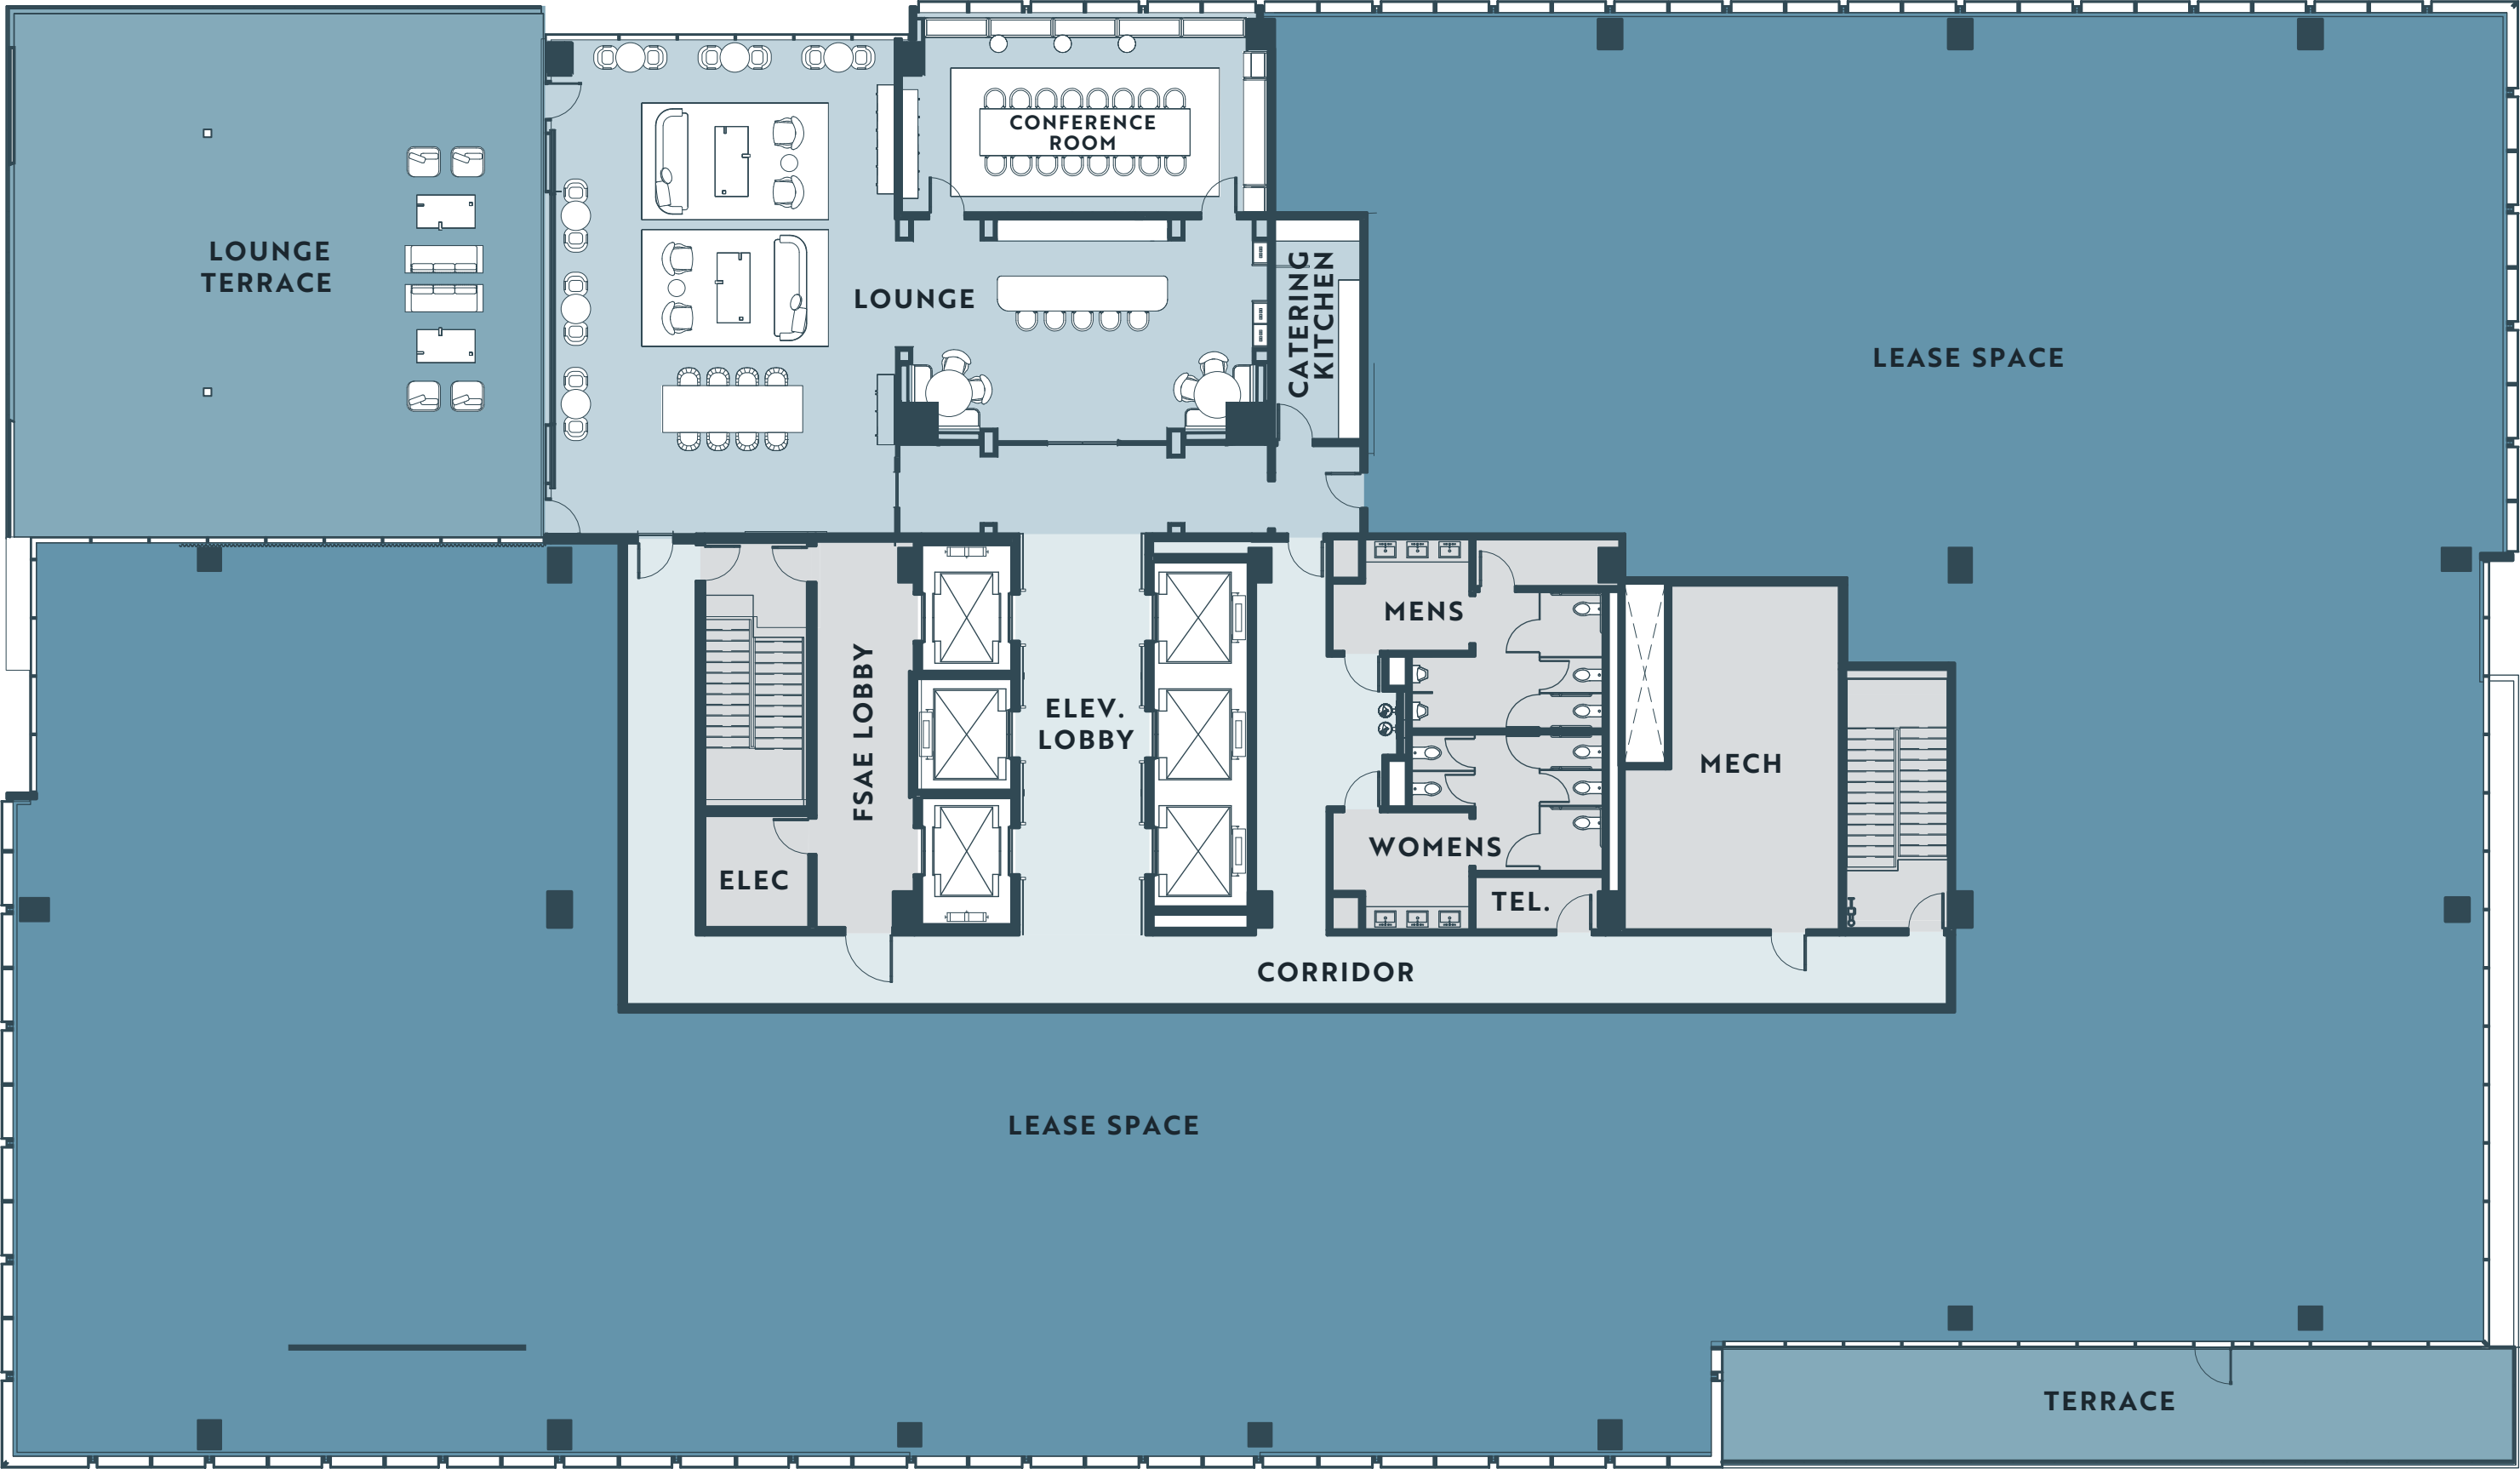 CONFERENCE
ROOM
LOUNGE
TERRACE
LOUNGE
CATERING
KITCHEN
LEASE SPACE
MENS
FSAE LOBBY
ELEV.
LOBBY
MECH
WOMENS
ELEC
TEL.
CORRIDOR
LEASE SPACE
TERRACE